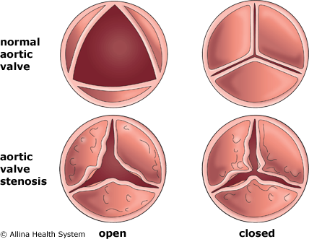 normal
aortic
valve
aortic
valve
stenosis
© Allina Health System
open
closed